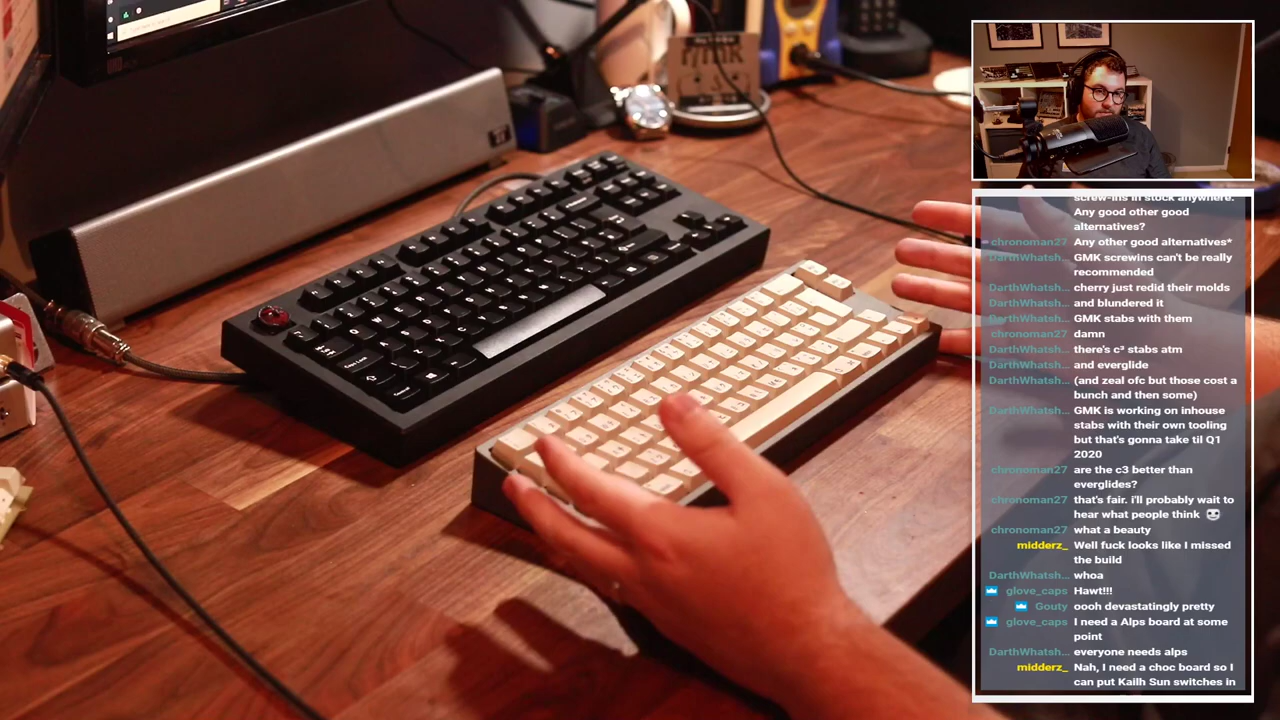 screw-ins in stock anywhere.
Any good other good
alternatives?
chronoman27 Any other good alternatives*
DarthWhatsh... GMK screwins can't be really
recommended
DarthWhatsh... cherry just redid their molds
DarthWhatsh... and blundered it
DarthWhatsh... GMK stabs with them
chronoman27 damn
DarthWhatsh... there's c³ stabs atm
DarthWhatsh... and everglide
DarthWhatsh... (and zeal ofc but those cost a
bunch and then some)
DarthWhatsh... GMK is working on inhouse
stabs with their own tooling
but that's gonna take til Q1
2020
chronoman27 are the c3 better than
everglides?
chronoman27 that's fair. i'll probably wait to
hear what people think
chronoman27 what a beauty
midderz_ Well fuck looks like I missed
the build
DarthWhatsh... whoa
glove_caps Hawt!!!
Gouty oooh devastatingly pretty
glove_caps I need a Alps board at some
point
DarthWhatsh... everyone needs alps
midderz_ Nah, I need a choc board so I
can put Kailh Sun switches in